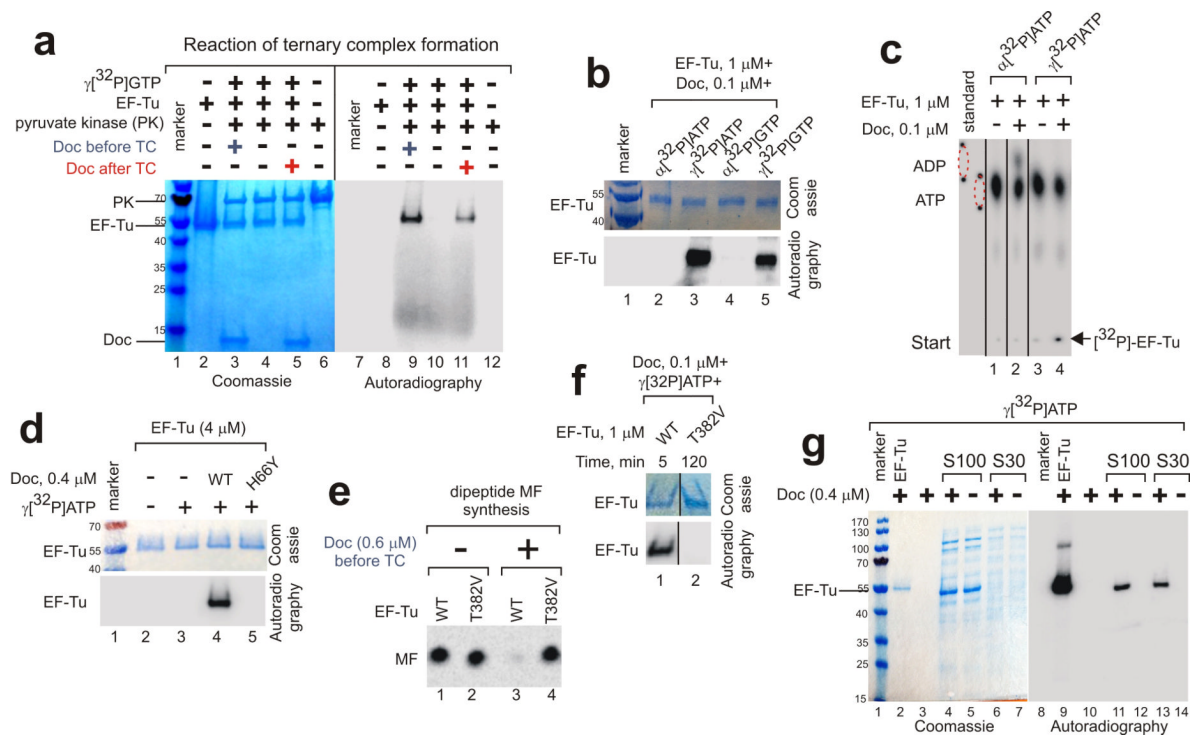 a
Reaction of ternary complex formation
γ[32P]GTP - + + + - - + + + -
EF-Tu + + + + - + + + + -
pyruvate kinase (PK) - + + + + - + + + +
Doc before TC - + - - - - + - - -
Doc after TC - - - + - - - - + -
marker
marker
PK
EF-Tu
Doc
70
55
40
35
25
15
1 2 3 4 5 6 7 8 9 10 11 12
Coomassie Autoradiography
b
EF-Tu, 1 μM+
Doc, 0.1 μM+
marker
α[32P]ATP
γ[32P]ATP
α[32P]GTP
γ[32P]GTP
55
40
EF-Tu
Coomassie
EF-Tu
Autoradiography
1 2 3 4 5
c
α[32P]ATP
γ[32P]ATP
standard
EF-Tu, 1 μM + + + +
Doc, 0.1 μM - + - +
ADP
ATP
Start
[32P]-EF-Tu
1 2 3 4
d
EF-Tu (4 μM)
marker
Doc, 0.4 μM - - WT H66Y
γ[32P]ATP - + + +
70
55
40
EF-Tu
Coomassie
EF-Tu
Autoradiography
1 2 3 4 5
e
dipeptide MF
synthesis
Doc (0.6 μM)
before TC
- +
EF-Tu WT T382V WT T382V
MF
1 2 3 4
f
Doc, 0.1 μM+
γ[32P]ATP+
EF-Tu, 1 μM WT T382V
Time, min 5 120
EF-Tu
Coomassie
EF-Tu
Autoradiography
1 2
g
γ[32P]ATP
marker
EF-Tu
S100 S30
marker
EF-Tu
S100 S30
Doc (0.4 μM) + + + - + - + + + - + -
170
130
100
70
55
40
35
25
15
EF-Tu
1 2 3 4 5 6 7 8 9 10 11 12 13 14
Coomassie Autoradiography